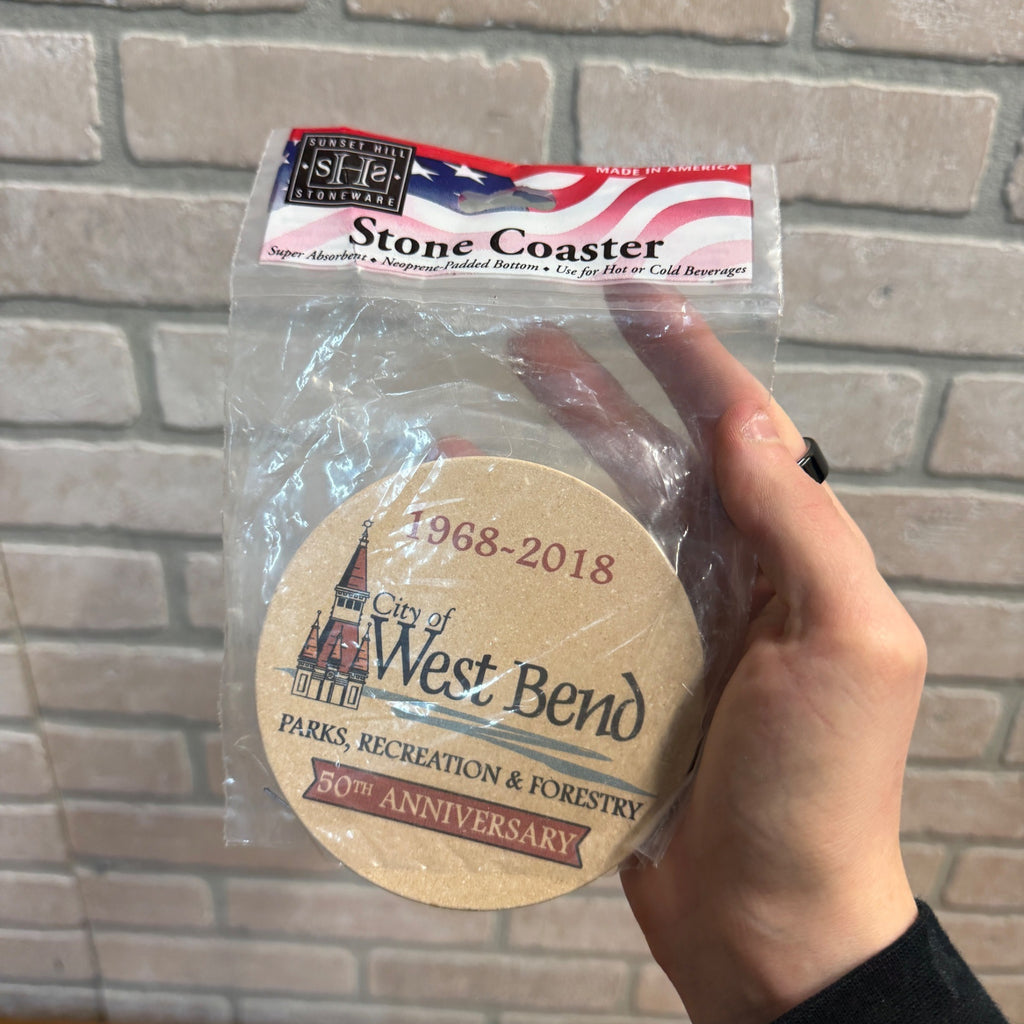 SUNSET HILL
SHS
STONEWARE
MADE IN AMERICA
Stone Coaster
Super Absorbent ◆ Neoprene-Padded Bottom ◆ Use for Hot or Cold Beverages
1968~2018
City of
West Bend
PARKS, RECREATION & FORESTRY
50TH ANNIVERSARY